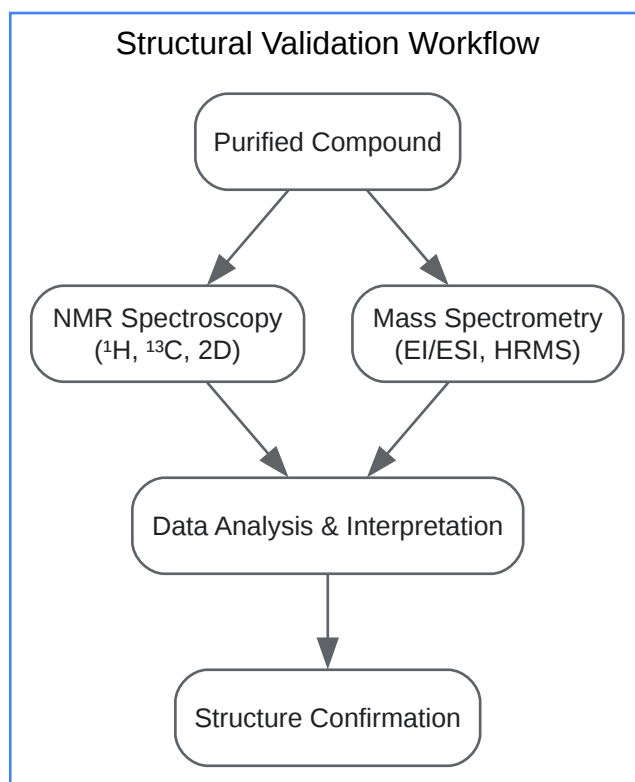 Structural Validation Workflow
Purified Compound
NMR Spectroscopy
(¹H, ¹³C, 2D)
Mass Spectrometry
(EI/ESI, HRMS)
Data Analysis & Interpretation
Structure Confirmation